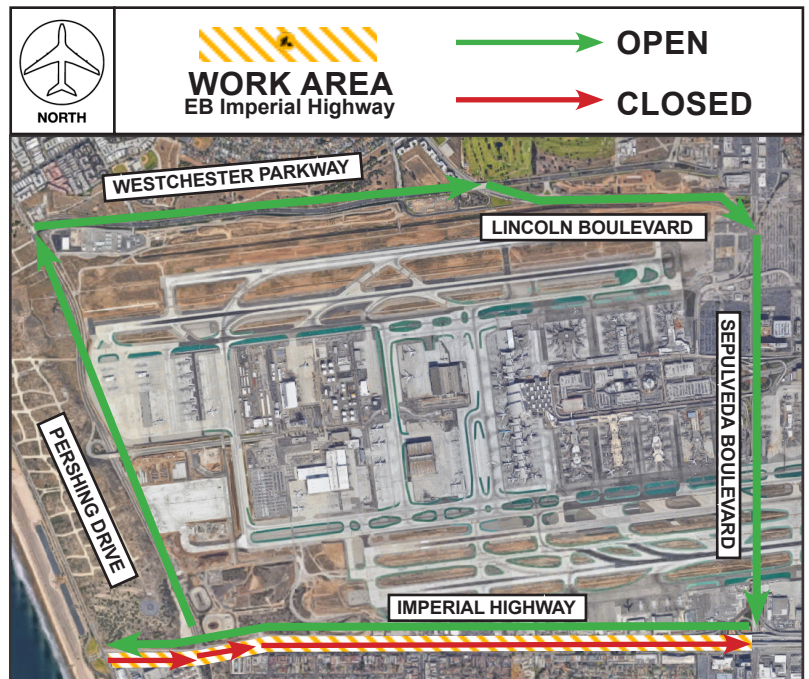 NORTH
WORK AREA
EB Imperial Highway
OPEN
CLOSED
WESTCHESTER PARKWAY
LINCOLN BOULEVARD
SEPULVEDA BOULEVARD
PERSHING DRIVE
IMPERIAL HIGHWAY